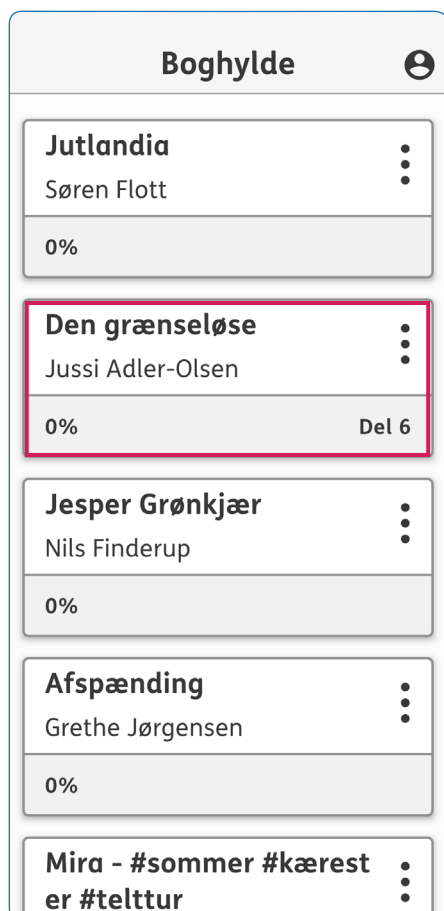 Boghylde
Jutlandia
Søren Flott
0%
Den grænseløse
Jussi Adler-Olsen
0% Del 6
Jesper Grønkjær
Nils Finderup
0%
Afspænding
Grethe Jørgensen
0%
Mira - #sommer #kærest
er #telttur